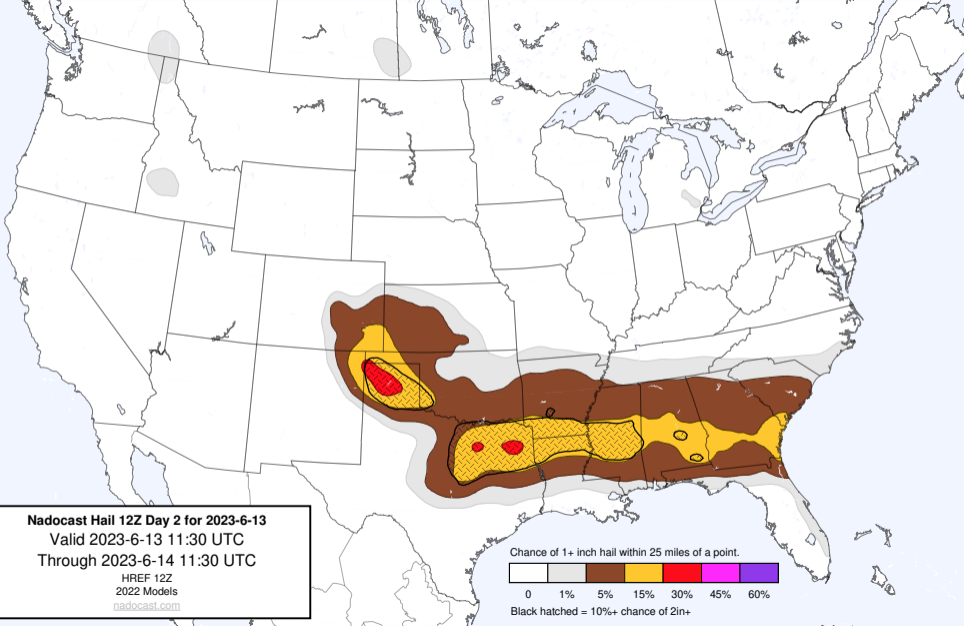 Nadocast Hail 12Z Day 2 for 2023-6-13
Valid 2023-6-13 11:30 UTC
Through 2023-6-14 11:30 UTC
HREF 12Z
2022 Models
nadocast.com
Chance of 1+ inch hail within 25 miles of a point.
0 1% 5% 15% 30% 45% 60%
Black hatched = 10%+ chance of 2in+